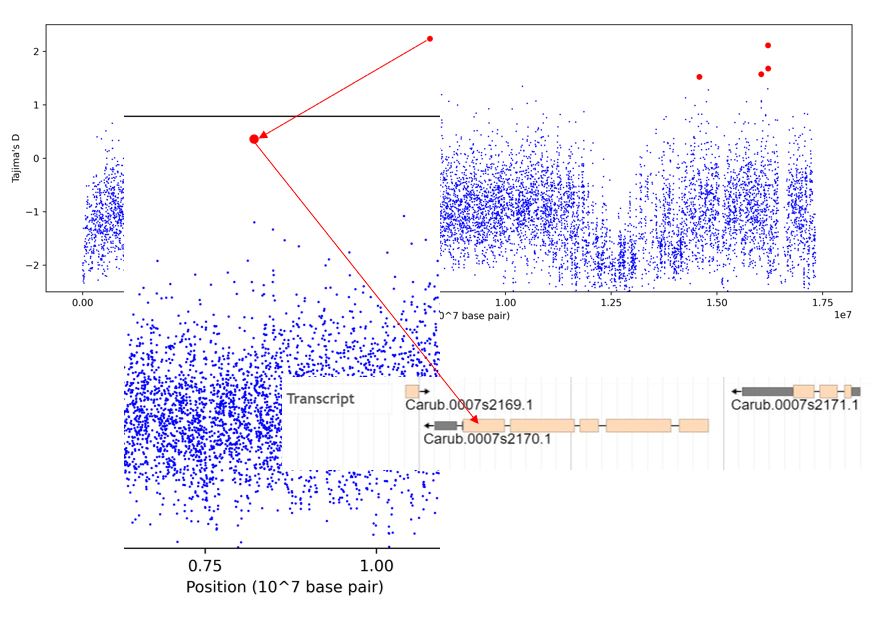 Tajima's D
2
1
0
−1
−2
0.00
1.00
1.25
1.50
1.75
0^7 base pair)
1e7
Transcript
Carub.0007s2169.1
Carub.0007s2171.1
Carub.0007s2170.1
0.75
1.00
Position (10^7 base pair)